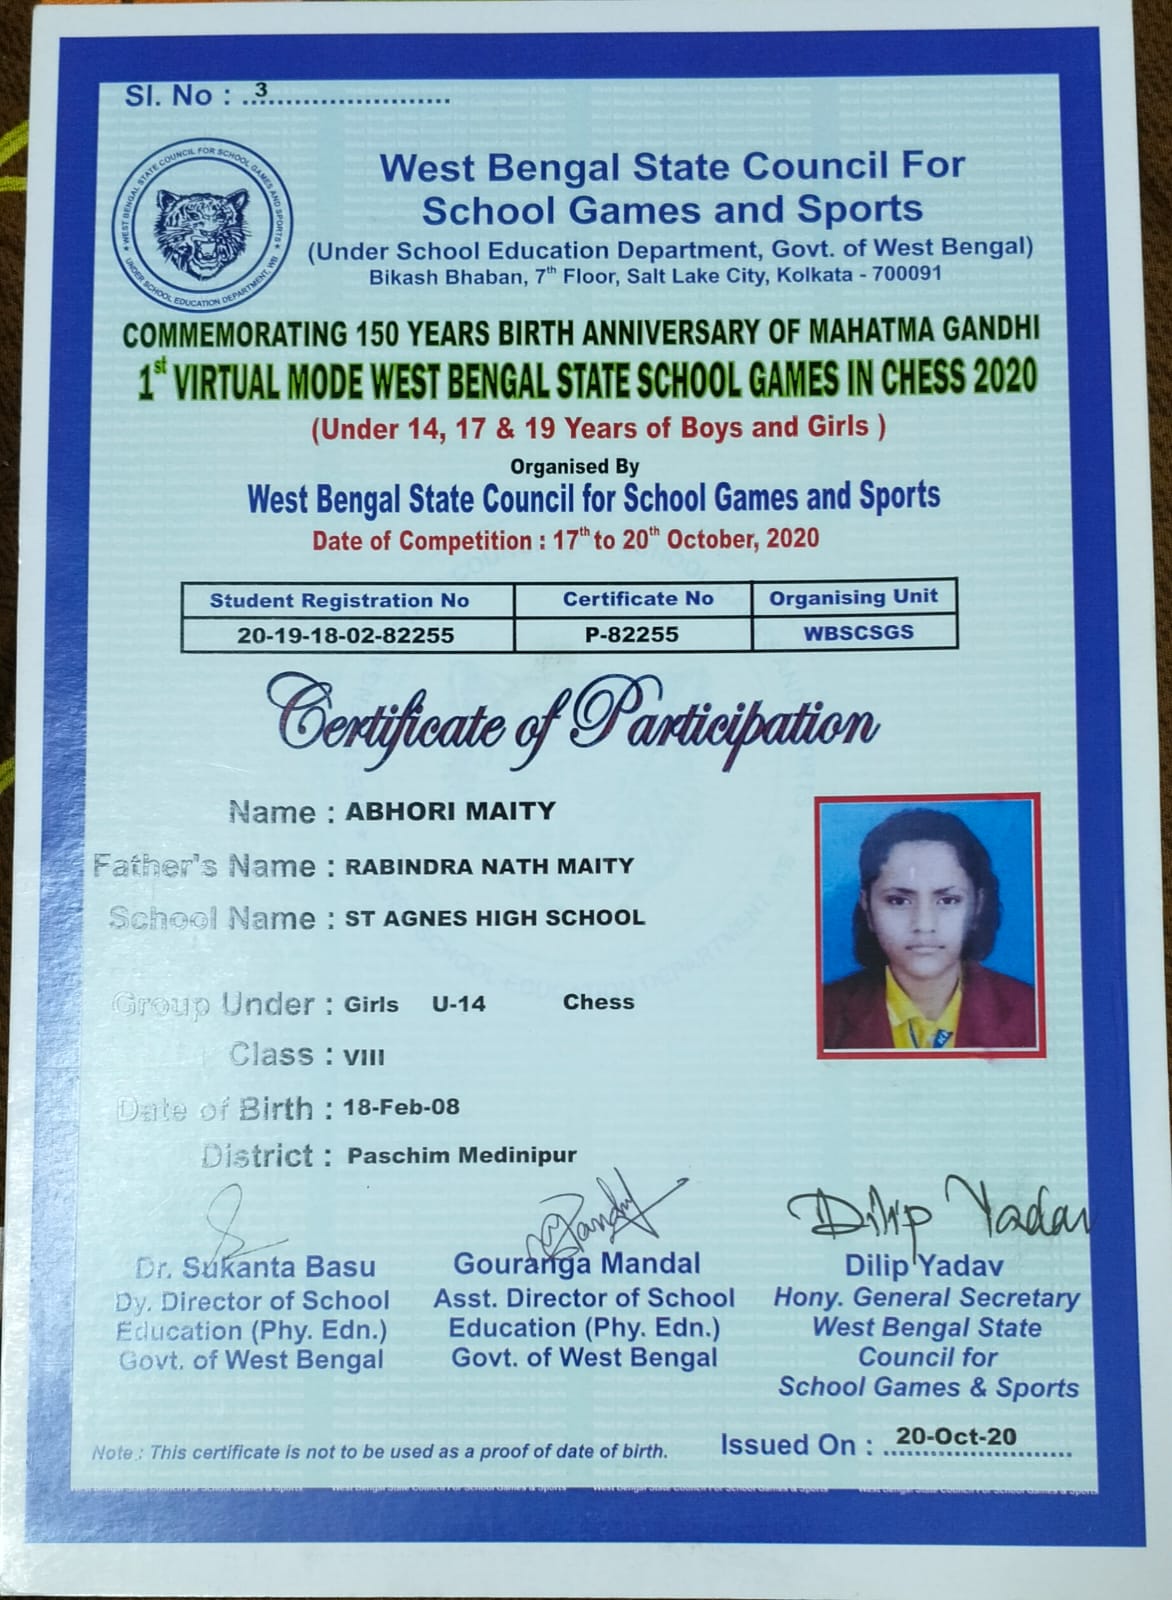 Sl. No : 3
WEST BENGAL STATE COUNCIL FOR SCHOOL GAMES AND SPORTS
UNDER SCHOOL EDUCATION DEPARTMENT, WB
West Bengal State Council For
School Games and Sports
(Under School Education Department, Govt. of West Bengal)
Bikash Bhaban, 7th Floor, Salt Lake City, Kolkata - 700091
COMMEMORATING 150 YEARS BIRTH ANNIVERSARY OF MAHATMA GANDHI
1st VIRTUAL MODE WEST BENGAL STATE SCHOOL GAMES IN CHESS 2020
(Under 14, 17 & 19 Years of Boys and Girls )
Organised By
West Bengal State Council for School Games and Sports
Date of Competition : 17th to 20th October, 2020
Student Registration No Certificate No Organising Unit
20-19-18-02-82255 P-82255 WBSCSGS
Certificate of Participation
Name : ABHORI MAITY
Father's Name : RABINDRA NATH MAITY
School Name : ST AGNES HIGH SCHOOL
Group Under : Girls U-14 Chess
Class : VIII
Date of Birth : 18-Feb-08
District : Paschim Medinipur
Dilip Yadav
Dr. Sukanta Basu Gouranga Mandal Dilip Yadav
Dy. Director of School Asst. Director of School Hony. General Secretary
Education (Phy. Edn.) Education (Phy. Edn.) West Bengal State
Govt. of West Bengal Govt. of West Bengal Council for
School Games & Sports
Note : This certificate is not to be used as a proof of date of birth. Issued On : 20-Oct-20